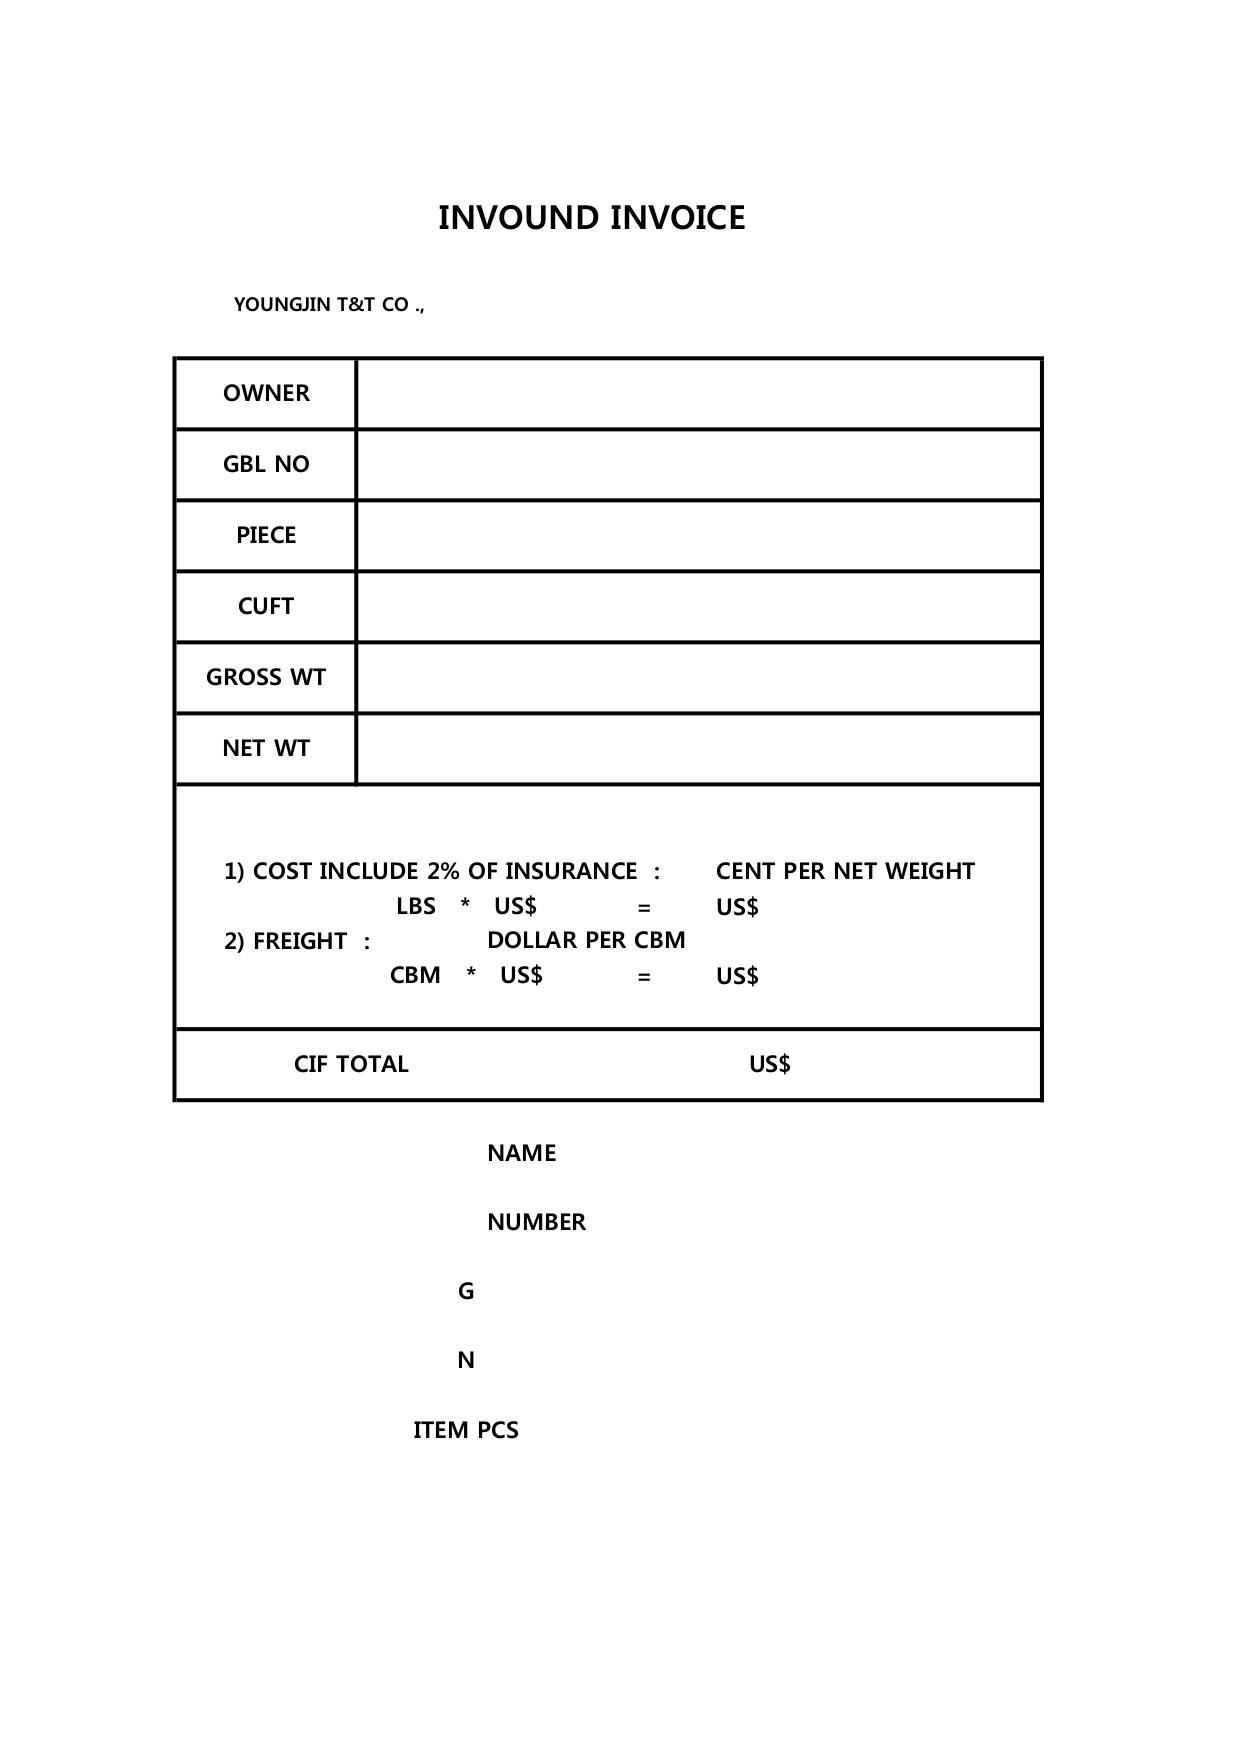 INVOUND INVOICE
YOUNGJIN T&T CO .,
OWNER
GBL NO
PIECE
CUFT
GROSS WT
NET WT
1) COST INCLUDE 2% OF INSURANCE : CENT PER NET WEIGHT
LBS * US$ = US$
2) FREIGHT : DOLLAR PER CBM
CBM * US$ = US$
CIF TOTAL US$
NAME
NUMBER
G
N
ITEM PCS